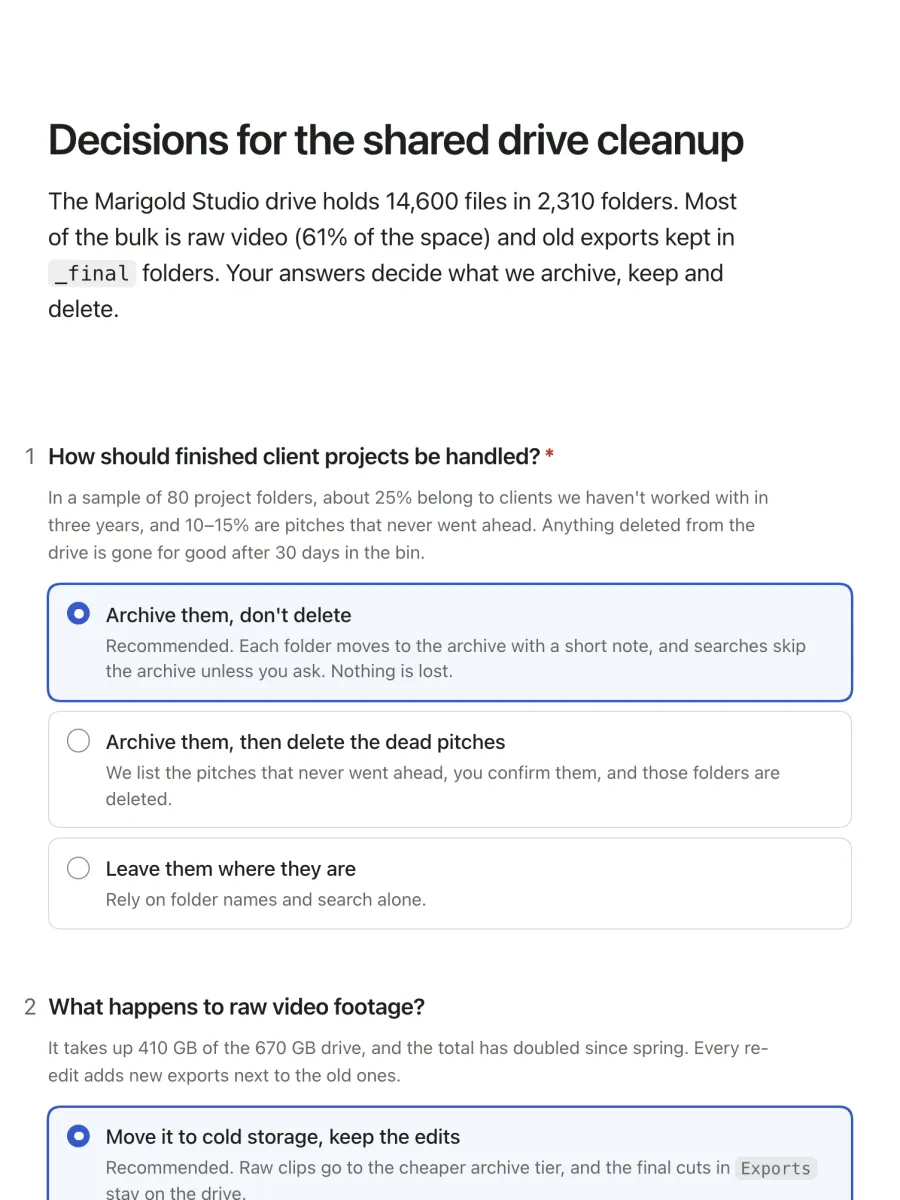 Decisions for the shared drive cleanup
The Marigold Studio drive holds 14,600 files in 2,310 folders. Most
of the bulk is raw video (61% of the space) and old exports kept in
_final folders. Your answers decide what we archive, keep and
delete.
1 How should finished client projects be handled? *
In a sample of 80 project folders, about 25% belong to clients we haven't worked with in
three years, and 10–15% are pitches that never went ahead. Anything deleted from the
drive is gone for good after 30 days in the bin.
Archive them, don't delete
Recommended. Each folder moves to the archive with a short note, and searches skip
the archive unless you ask. Nothing is lost.
Archive them, then delete the dead pitches
We list the pitches that never went ahead, you confirm them, and those folders are
deleted.
Leave them where they are
Rely on folder names and search alone.
2 What happens to raw video footage?
It takes up 410 GB of the 670 GB drive, and the total has doubled since spring. Every re-
edit adds new exports next to the old ones.
Move it to cold storage, keep the edits
Recommended. Raw clips go to the cheaper archive tier, and the final cuts in Exports
stay on the drive.